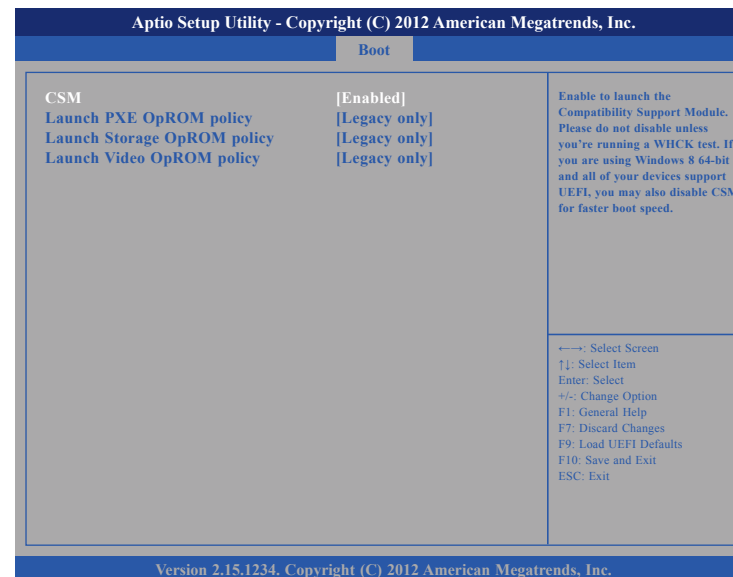 Aptio Setup Utility - Copyright (C) 2012 American Megatrends, Inc.
Boot
CSM [Enabled]
Launch PXE OpROM policy [Legacy only]
Launch Storage OpROM policy [Legacy only]
Launch Video OpROM policy [Legacy only]
Enable to launch the
Compatibility Support Module.
Please do not disable unless
you're running a WHCK test. If
you are using Windows 8 64-bit
and all of your devices support
UEFI, you may also disable CSM
for faster boot speed.
←→: Select Screen
↑↓: Select Item
Enter: Select
+/-: Change Option
F1: General Help
F7: Discard Changes
F9: Load UEFI Defaults
F10: Save and Exit
ESC: Exit
Version 2.15.1234. Copyright (C) 2012 American Megatrends, Inc.